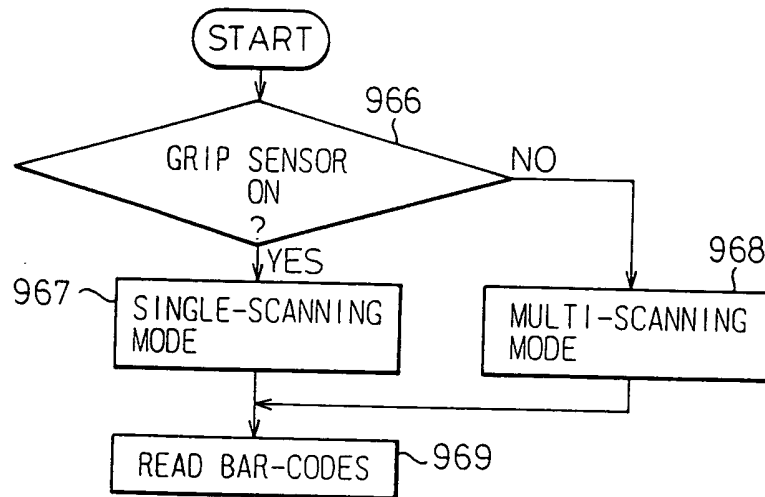 START
966
GRIP SENSOR
ON
?
NO
YES
967
SINGLE-SCANNING
MODE
968
MULTI-SCANNING
MODE
READ BAR-CODES
969